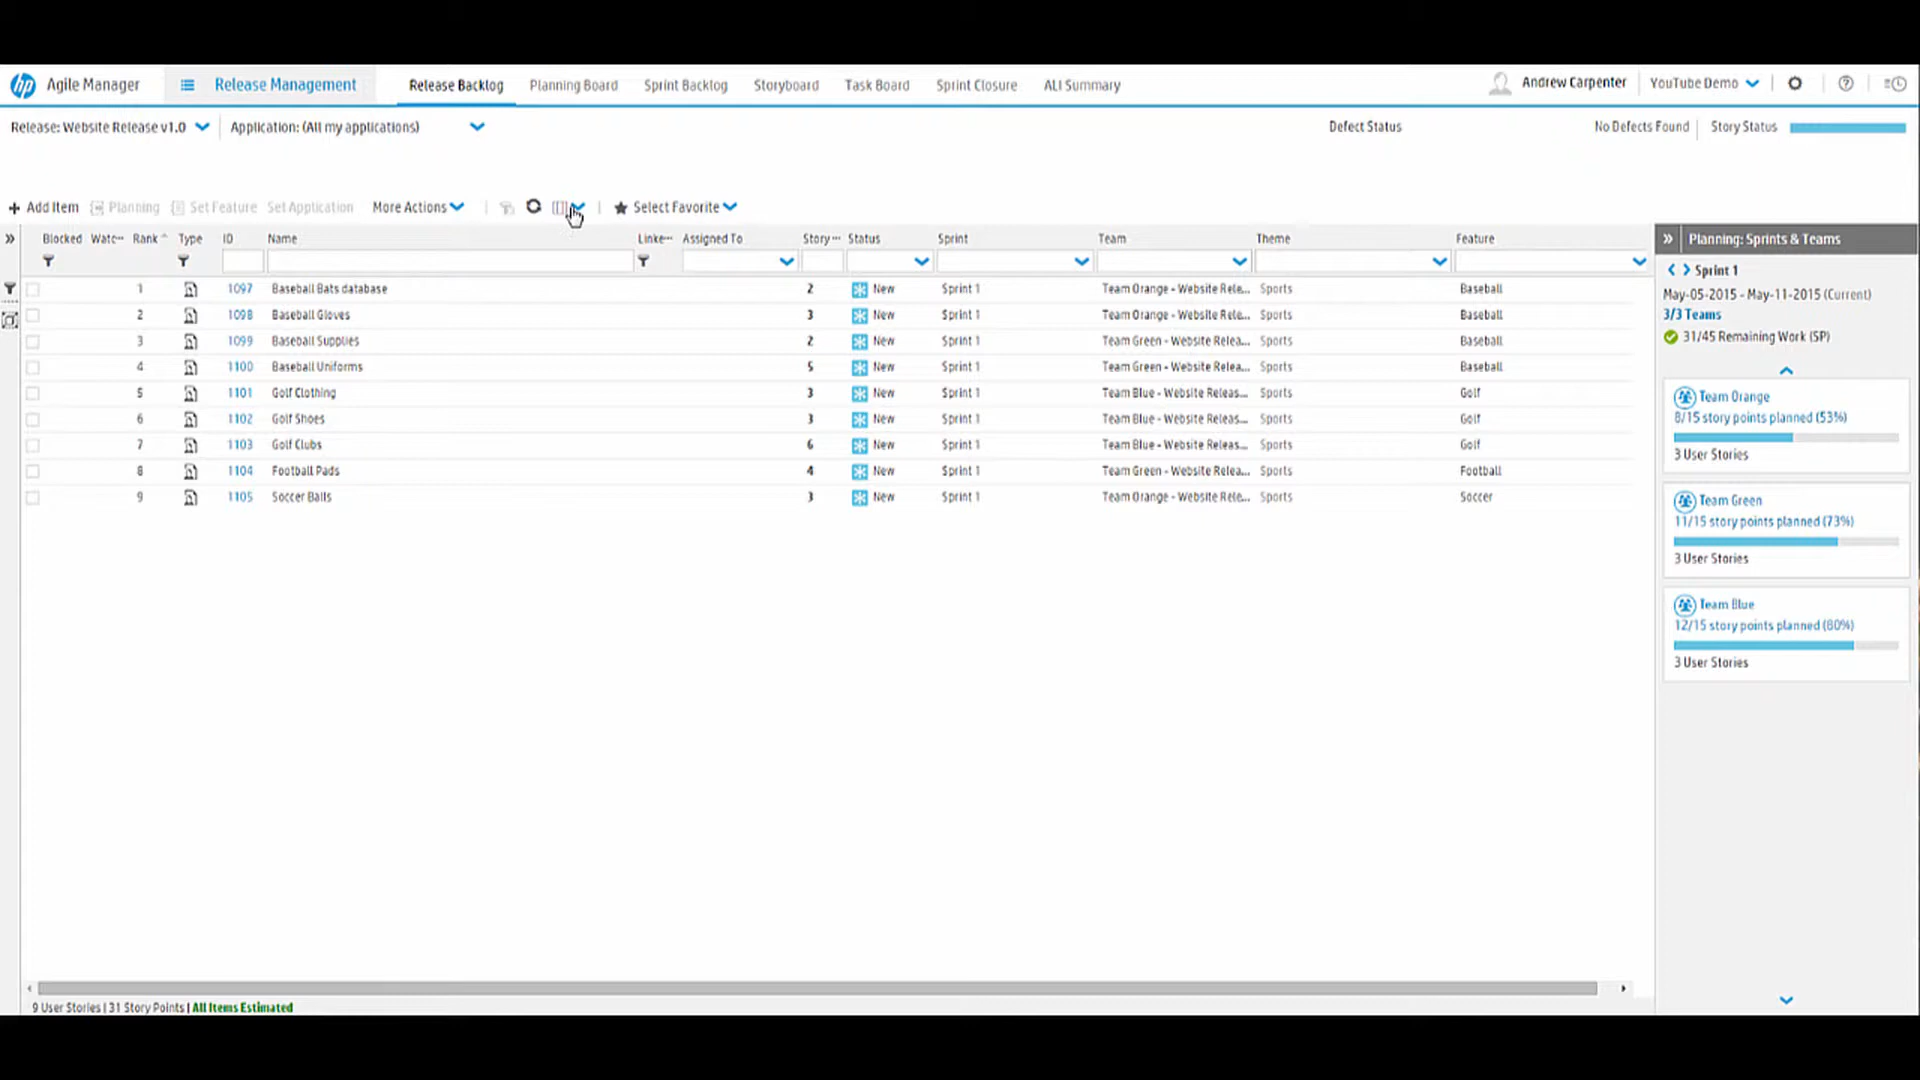 hp Agile Manager Release Management Release Backlog Planning Board Sprint Backlog Storyboard Task Board Sprint Closure ALI Summary Andrew Carpenter YouTube Demo
Release: Website Release v1.0 Application: (All my applications) Defect Status No Defects Found Story Status
+ Add Item Planning Set Feature Set Application More Actions Select Favorite
Blocked Watc... Rank Type ID Name Linke... Assigned To Story... Status Sprint Team Theme Feature
1 1097 Baseball Bats database 2 New Sprint 1 Team Orange - Website Rele... Sports Baseball
2 1098 Baseball Gloves 3 New Sprint 1 Team Orange - Website Rele... Sports Baseball
3 1099 Baseball Supplies 2 New Sprint 1 Team Green - Website Relea... Sports Baseball
4 1100 Baseball Uniforms 5 New Sprint 1 Team Green - Website Relea... Sports Baseball
5 1101 Golf Clothing 3 New Sprint 1 Team Blue - Website Releas... Sports Golf
6 1102 Golf Shoes 3 New Sprint 1 Team Blue - Website Releas... Sports Golf
7 1103 Golf Clubs 6 New Sprint 1 Team Blue - Website Releas... Sports Golf
8 1104 Football Pads 4 New Sprint 1 Team Green - Website Relea... Sports Football
9 1105 Soccer Balls 3 New Sprint 1 Team Orange - Website Rele... Sports Soccer
Planning: Sprints & Teams
Sprint 1
May-05-2015 - May-11-2015 (Current)
3/3 Teams
31/45 Remaining Work (SP)
Team Orange
8/15 story points planned (53%)
3 User Stories
Team Green
11/15 story points planned (73%)
3 User Stories
Team Blue
12/15 story points planned (80%)
3 User Stories
9 User Stories | 31 Story Points | All Items Estimated